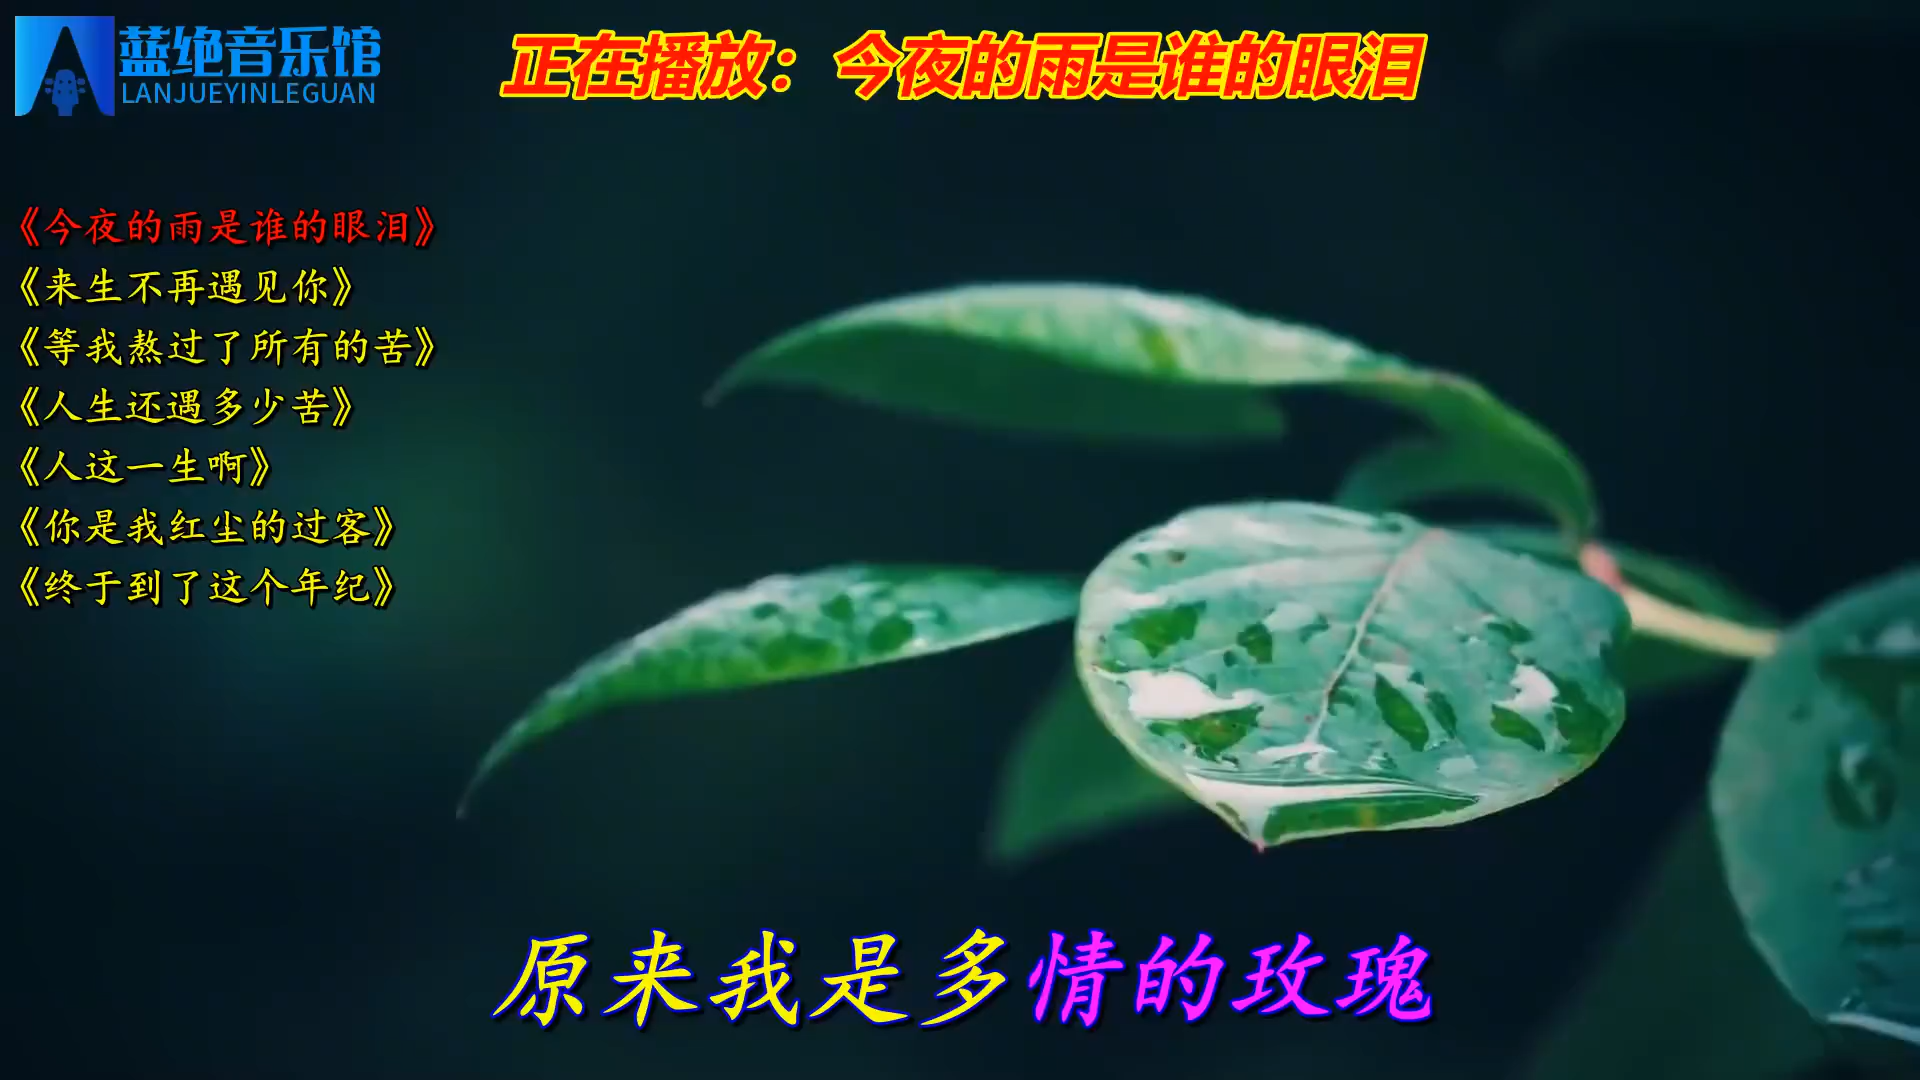 蓝绝音乐馆
LANJUEYINLEGUAN
正在播放：今夜的雨是谁的眼泪
《今夜的雨是谁的眼泪》
《来生不再遇见你》
《等我熬过了所有的苦》
《人生还遇多少苦》
《人这一生啊》
《你是我红尘的过客》
《终于到了这个年纪》
原来我是多情的玫瑰